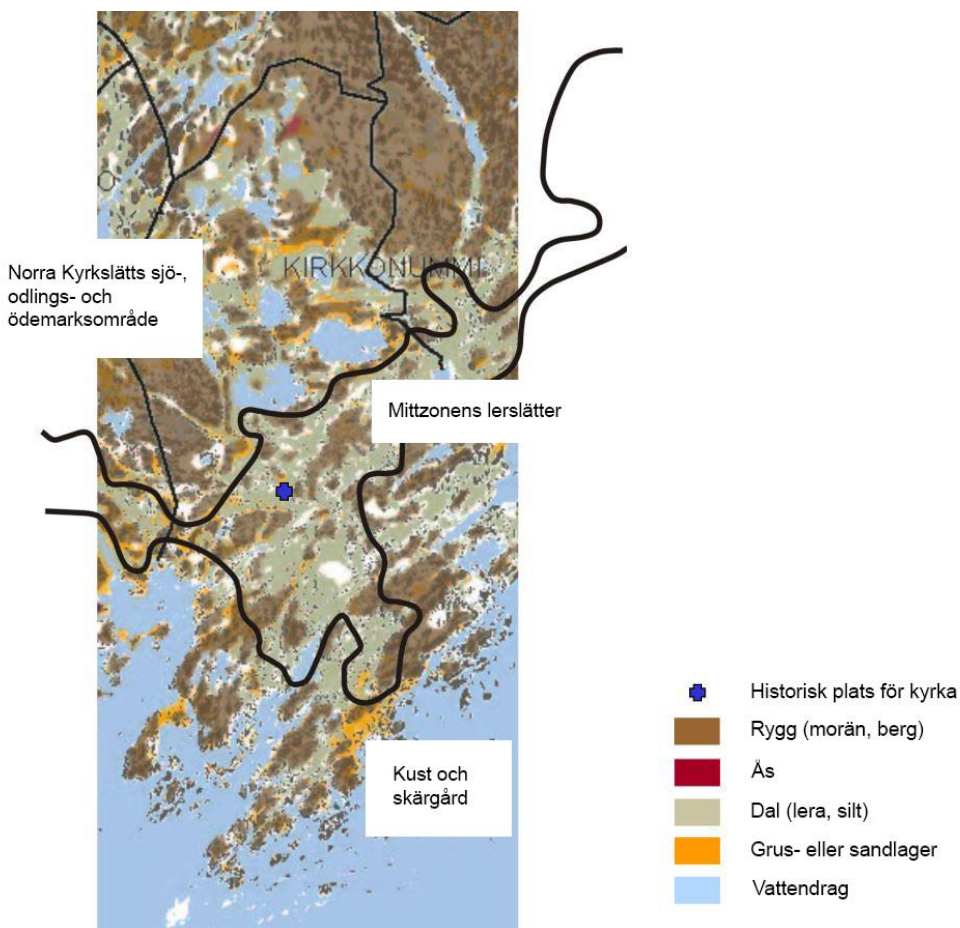 Norra Kyrkslätts sjö-,
odlings- och
ödemarksområde
KIRKKONUMMI
Mittzonens lerslätter
Kust och
skärgård
Historisk plats för kyrka
Rygg (morän, berg)
Ås
Dal (lera, silt)
Grus- eller sandlager
Vattendrag